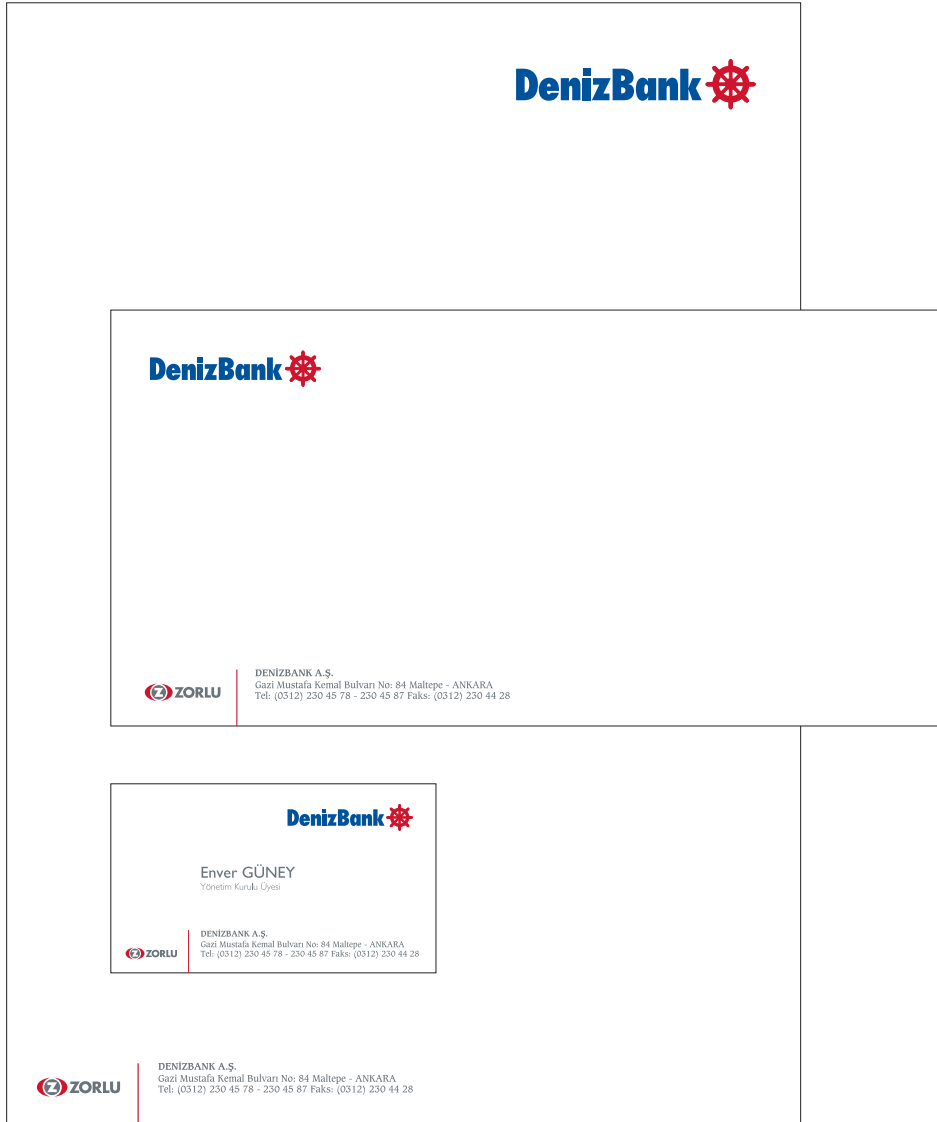 DenizBank
DenizBank
ZORLU
DENİZBANK A.Ş.
Gazi Mustafa Kemal Bulvarı No: 84 Maltepe - ANKARA
Tel: (0312) 230 45 78 - 230 45 87 Faks: (0312) 230 44 28
DenizBank
Enver GÜNEY
Yönetim Kurulu Üyesi
ZORLU
DENİZBANK A.Ş.
Gazi Mustafa Kemal Bulvarı No: 84 Maltepe - ANKARA
Tel: (0312) 230 45 78 - 230 45 87 Faks: (0312) 230 44 28
ZORLU
DENİZBANK A.Ş.
Gazi Mustafa Kemal Bulvarı No: 84 Maltepe - ANKARA
Tel: (0312) 230 45 78 - 230 45 87 Faks: (0312) 230 44 28